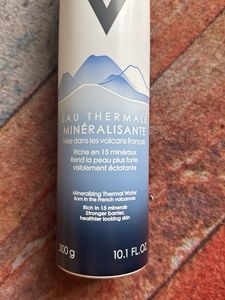 V
EAU THERMALE
MINÉRALISANTE
Née dans les volcans français
Riche en 15 minéraux
Rend la peau plus forte,
visiblement éclatante
Mineralizing Thermal Water
Born in the French volcanoes
Rich in 15 minerals
Stronger barrier,
healthier looking skin
300 g
10.1 FL.OZ